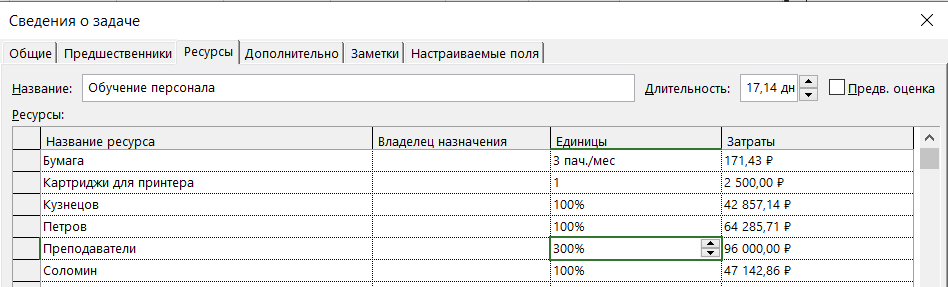 Сведения о задаче
Общие Предшественники Ресурсы Дополнительно Заметки Настраиваемые поля
Название: Обучение персонала Длительность: 17,14 дн Предв. оценка
Ресурсы:
Название ресурса Владелец назначения Единицы Затраты
Бумага 3 пач./мес 171,43 ₽
Картриджи для принтера 1 2 500,00 ₽
Кузнецов 100% 42 857,14 ₽
Петров 100% 64 285,71 ₽
Преподаватели 300% 96 000,00 ₽
Соломин 100% 47 142,86 ₽